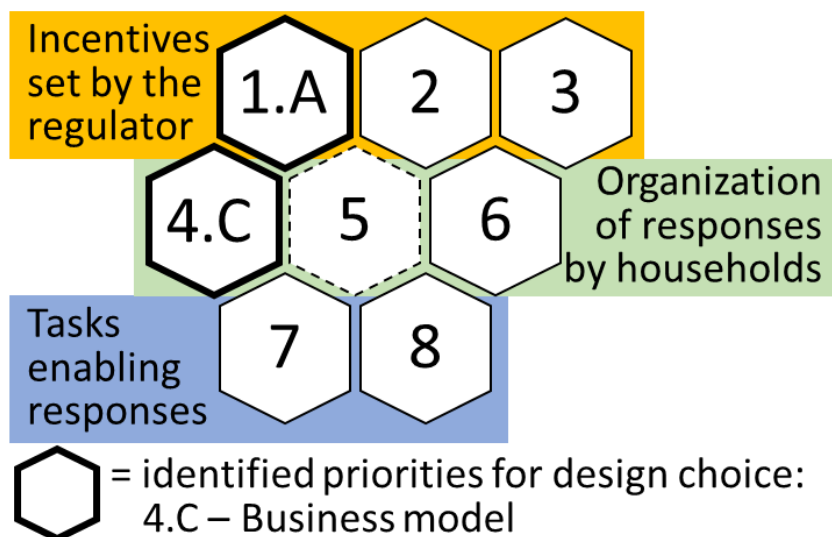 Incentives
set by the
regulator
1.A
2
3
4.C
5
6
Organization
of responses
by households
Tasks
enabling
responses
7
8
= identified priorities for design choice:
4.C – Business model